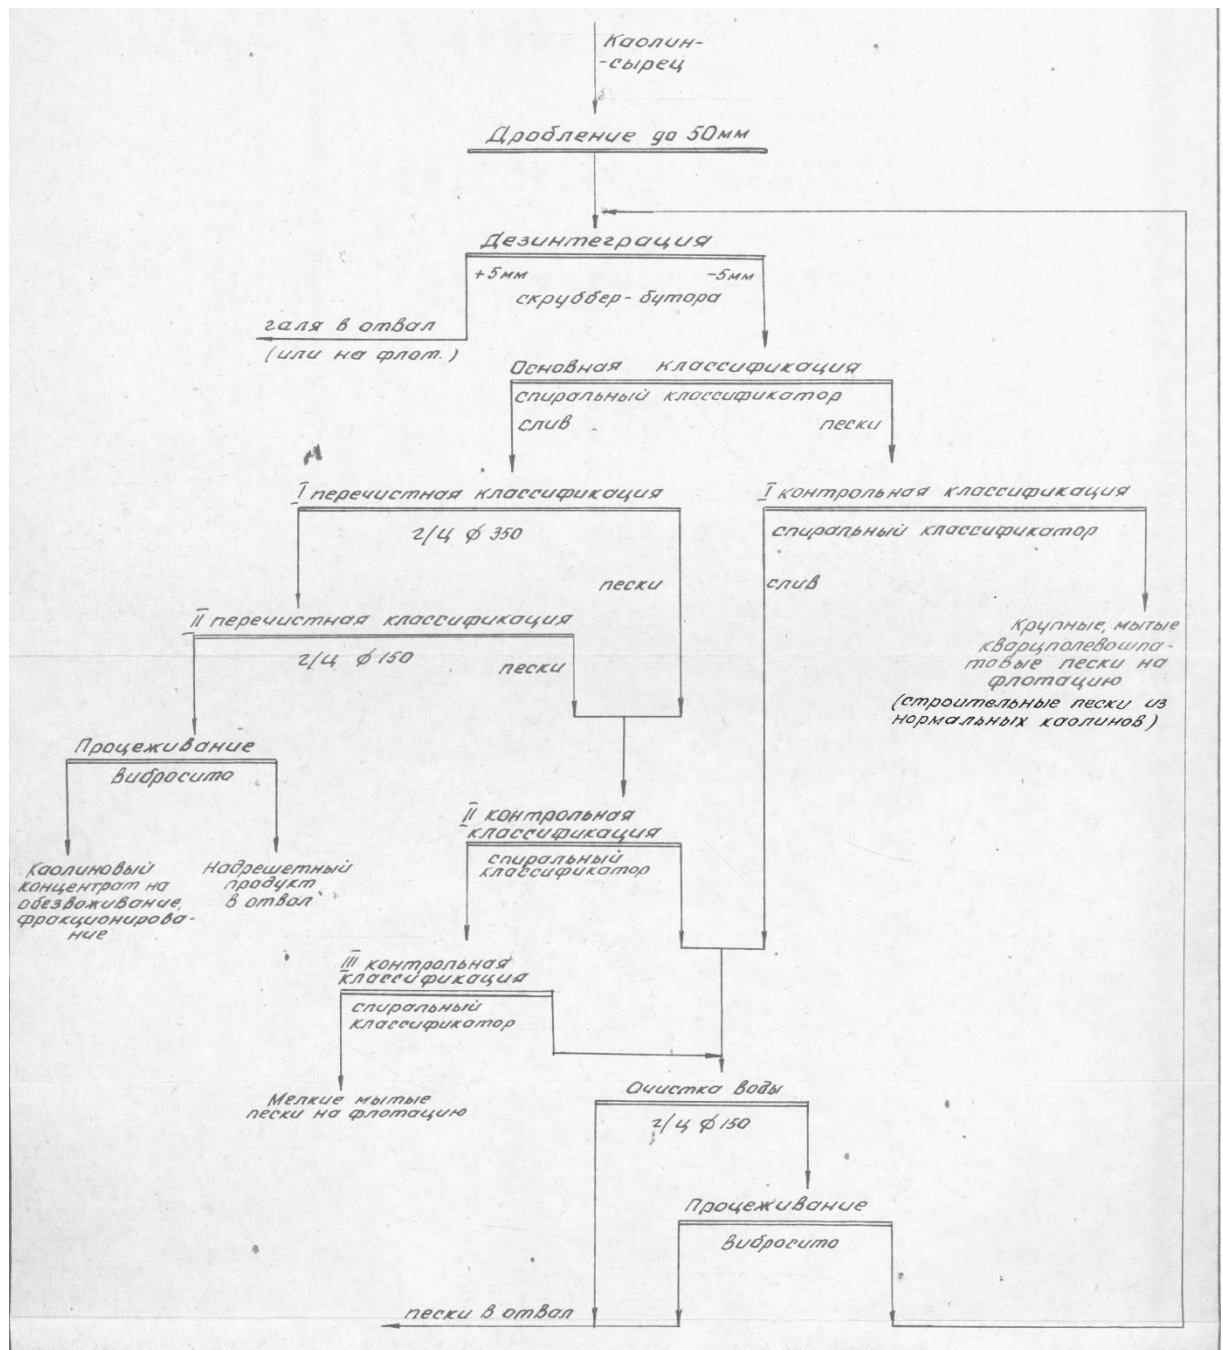 Каолин-
-сырец
Дробление до 50мм
Дезинтеграция
+5мм -5мм
скруббер-бутора
галя в отвал
(или на флот.)
Основная классификация
спиральный классификатор
слив пески
I перечистная классификация
г/ц ϕ 350
пески
I контрольная классификация
спиральный классификатор
слив
Крупные, мытые
кварцполевошпа-
товые пески на
флотацию
(строительные пески из
нормальных каолинов)
II перечистная классификация
г/ц ϕ 150
пески
Процеживание
вибросито
Каолиновый
концентрат на
обезвоживание,
фракционирова-
ние
Надрешетный
продукт
в отвал
II контрольная
классификация
спиральный
классификатор
III контрольная
классификация
спиральный
классификатор
Мелкие мытые
пески на флотацию
Очистка воды
г/ц ϕ 150
Процеживание
вибросито
пески в отвал